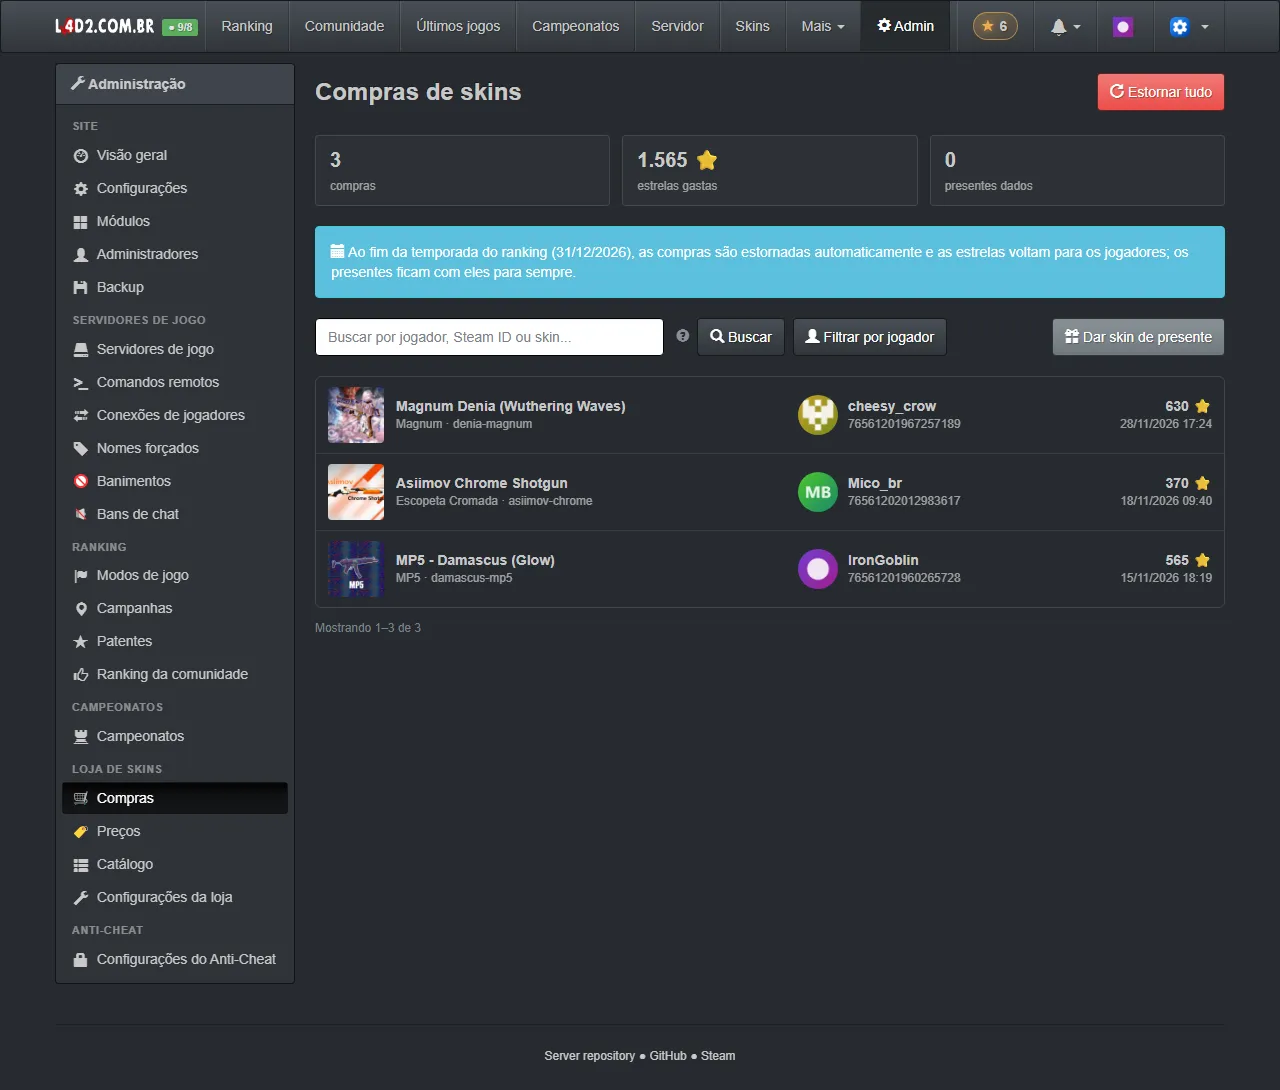 L4D2.COM.BR ● 9/8 Ranking Comunidade Últimos jogos Campeonatos Servidor Skins Mais Admin 6
Administração
SITE
Visão geral
Configurações
Módulos
Administradores
Backup
SERVIDORES DE JOGO
Servidores de jogo
Comandos remotos
Conexões de jogadores
Nomes forçados
Banimentos
Bans de chat
RANKING
Modos de jogo
Campanhas
Patentes
Ranking da comunidade
CAMPEONATOS
Campeonatos
LOJA DE SKINS
Compras
Preços
Catálogo
Configurações da loja
ANTI-CHEAT
Configurações do Anti-Cheat
Compras de skins
Estornar tudo
3
compras
1.565
estrelas gastas
0
presentes dados
Ao fim da temporada do ranking (31/12/2026), as compras são estornadas automaticamente e as estrelas voltam para os jogadores; os
presentes ficam com eles para sempre.
Buscar por jogador, Steam ID ou skin... ? Buscar Filtrar por jogador Dar skin de presente
Magnum Denia (Wuthering Waves)
Magnum · denia-magnum
cheesy_crow
76561201967257189
630
28/11/2026 17:24
Asiimov Chrome Shotgun
Escopeta Cromada · asiimov-chrome
MB
Mico_br
76561202012983617
370
18/11/2026 09:40
MP5
MP5 - Damascus (Glow)
MP5 · damascus-mp5
IronGoblin
76561201960265728
565
15/11/2026 18:19
Mostrando 1–3 de 3
Server repository ● GitHub ● Steam